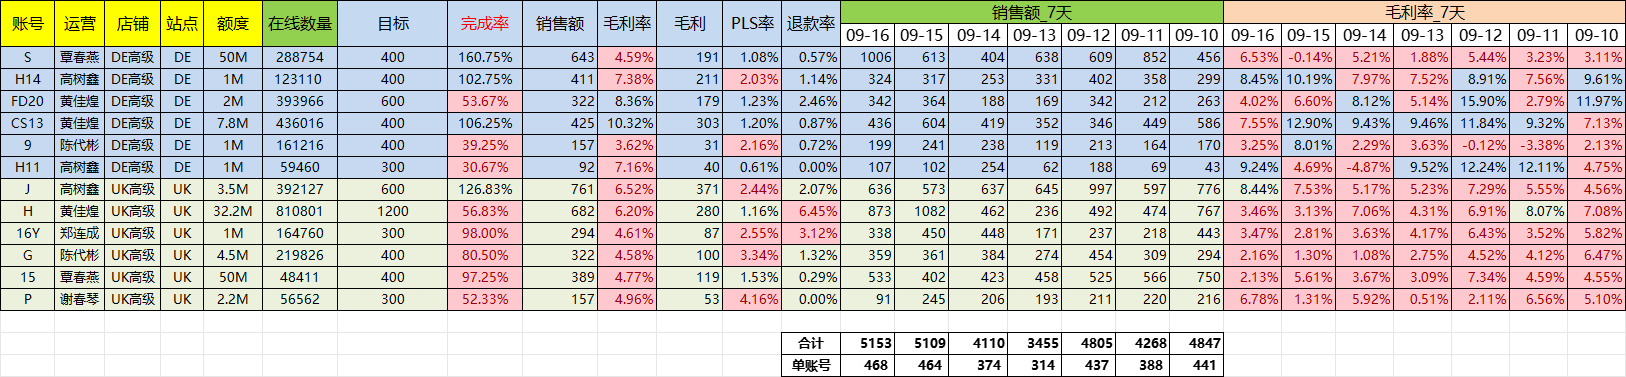 账号 运营 店铺 站点 额度 在线数量 目标 完成率 销售额 毛利率 毛利 PLS率 退款率 销售额_7天 毛利率_7天
09-16 09-15 09-14 09-13 09-12 09-11 09-10 09-16 09-15 09-14 09-13 09-12 09-11 09-10
S 覃春燕 DE高级 DE 50M 288754 400 160.75% 643 4.59% 191 1.08% 0.57% 1006 613 404 638 609 852 456 6.53% -0.14% 5.21% 1.88% 5.44% 3.23% 3.11%
H14 高树鑫 DE高级 DE 1M 123110 400 102.75% 411 7.38% 211 2.03% 1.14% 324 317 253 331 402 358 299 8.45% 10.19% 7.97% 7.52% 8.91% 7.56% 9.61%
FD20 黄佳煌 DE高级 DE 2M 393966 600 53.67% 322 8.36% 179 1.23% 2.46% 342 364 188 169 342 212 263 4.02% 6.60% 8.12% 5.14% 15.90% 2.79% 11.97%
CS13 黄佳煌 DE高级 DE 7.8M 436016 400 106.25% 425 10.32% 303 1.20% 0.87% 436 604 419 352 346 449 586 7.55% 12.90% 9.43% 9.46% 11.84% 9.32% 7.13%
9 陈代彬 DE高级 DE 1M 161216 400 39.25% 157 3.62% 31 2.16% 0.72% 199 241 238 119 213 164 170 3.25% 8.01% 2.29% 3.63% -0.12% -3.38% 2.13%
H11 高树鑫 DE高级 DE 1M 59460 300 30.67% 92 7.16% 40 0.61% 0.00% 107 102 254 62 188 69 43 9.24% 4.69% -4.87% 9.52% 12.24% 12.11% 4.75%
J 高树鑫 UK高级 UK 3.5M 392127 600 126.83% 761 6.52% 371 2.44% 2.07% 636 573 637 645 997 597 776 8.44% 7.53% 5.17% 5.23% 7.29% 5.55% 4.56%
H 黄佳煌 UK高级 UK 32.2M 810801 1200 56.83% 682 6.20% 280 1.16% 6.45% 873 1082 462 236 492 474 767 3.46% 3.13% 7.06% 4.31% 6.91% 8.07% 7.08%
16Y 郑连成 UK高级 UK 1M 164760 300 98.00% 294 4.61% 87 2.55% 3.12% 338 450 448 171 237 218 443 3.47% 2.81% 3.63% 4.17% 6.43% 3.52% 5.82%
G 陈代彬 UK高级 UK 4.5M 219826 400 80.50% 322 4.58% 100 3.34% 1.32% 359 361 384 274 454 309 294 2.16% 1.30% 1.08% 2.75% 4.52% 4.12% 6.47%
15 覃春燕 UK高级 UK 50M 48411 400 97.25% 389 4.77% 119 1.53% 0.29% 533 402 423 458 525 566 750 2.13% 5.61% 3.67% 3.09% 7.34% 4.59% 4.55%
P 谢春琴 UK高级 UK 2.2M 56562 300 52.33% 157 4.96% 53 4.16% 0.00% 91 245 206 193 211 220 216 6.78% 1.31% 5.92% 0.51% 2.11% 6.56% 5.10%
合计 5153 5109 4110 3455 4805 4268 4847
单账号 468 464 374 314 437 388 441